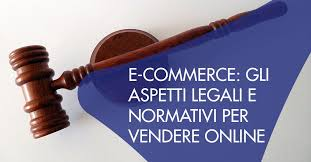 E-COMMERCE: GLI
ASPETTI LEGALI E
NORMATIVI PER
VENDERE ONLINE